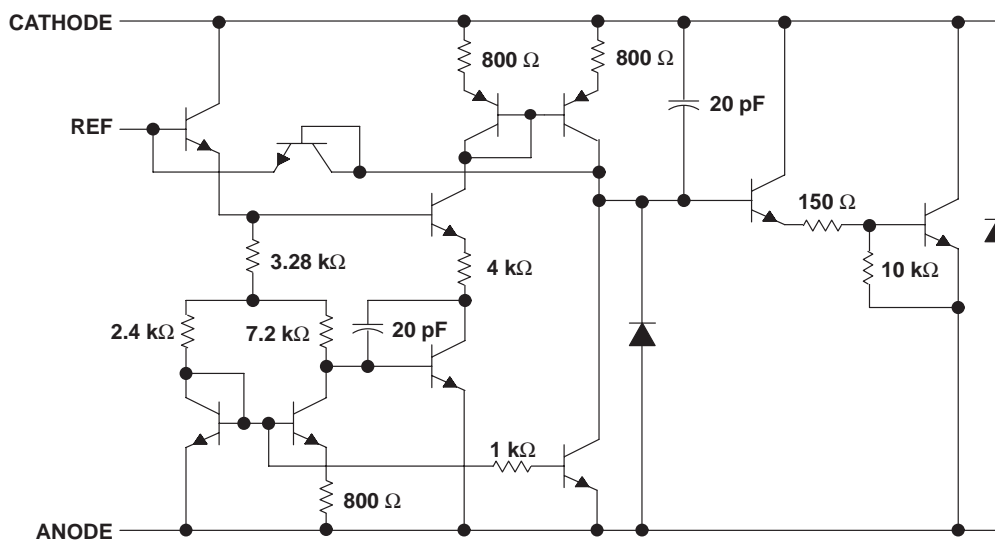 CATHODE
800 Ω
800 Ω
20 pF
REF
150 Ω
3.28 kΩ
4 kΩ
10 kΩ
2.4 kΩ
7.2 kΩ
20 pF
1 kΩ
800 Ω
ANODE